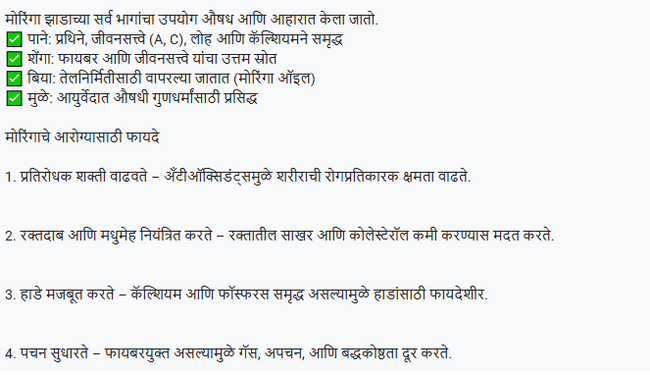 मोरिंगा झाडाच्या सर्व भागांचा उपयोग औषध आणि आहारात केला जातो.
✅ पाने: प्रथिने, जीवनसत्त्वे (A, C), लोह आणि कॅल्शियमने समृद्ध
✅ शेंगा: फायबर आणि जीवनसत्त्वे यांचा उत्तम स्रोत
✅ बिया: तेलनिर्मितीसाठी वापरल्या जातात (मोरिंगा ऑइल)
✅ मुळे: आयुर्वेदात औषधी गुणधर्मांसाठी प्रसिद्ध
मोरिंगाचे आरोग्यासाठी फायदे
1. प्रतिरोधक शक्ती वाढवते – अँटीऑक्सिडंट्समुळे शरीराची रोगप्रतिकारक क्षमता वाढते.
2. रक्तदाब आणि मधुमेह नियंत्रित करते – रक्तातील साखर आणि कोलेस्टेरॉल कमी करण्यास मदत करते.
3. हाडे मजबूत करते – कॅल्शियम आणि फॉस्फरस समृद्ध असल्यामुळे हाडांसाठी फायदेशीर.
4. पचन सुधारते – फायबरयुक्त असल्यामुळे गॅस, अपचन, आणि बद्धकोष्ठता दूर करते.